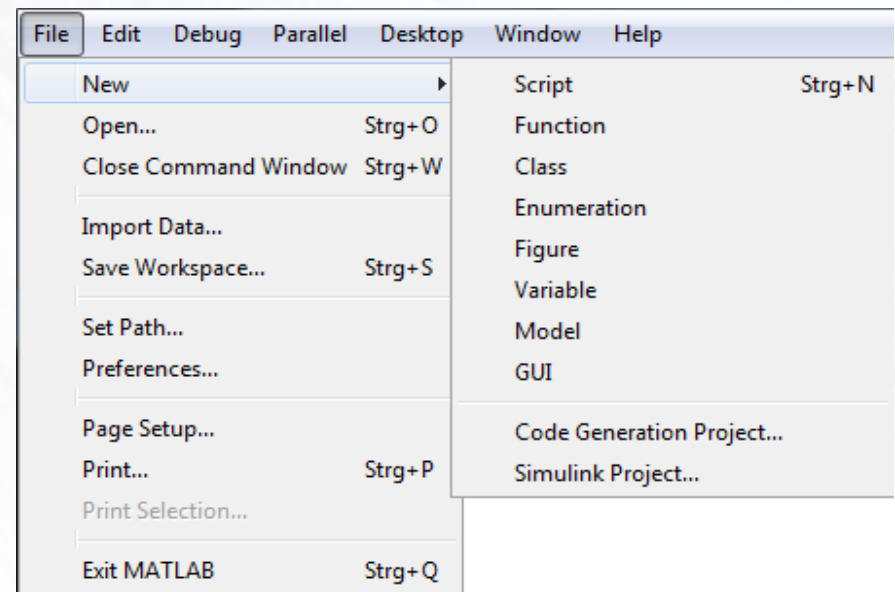 File Edit Debug Parallel Desktop Window Help
New
Open... Strg+O
Close Command Window Strg+W
Import Data...
Save Workspace... Strg+S
Set Path...
Preferences...
Page Setup...
Print... Strg+P
Print Selection...
Exit MATLAB Strg+Q
Script Strg+N
Function
Class
Enumeration
Figure
Variable
Model
GUI
Code Generation Project...
Simulink Project...